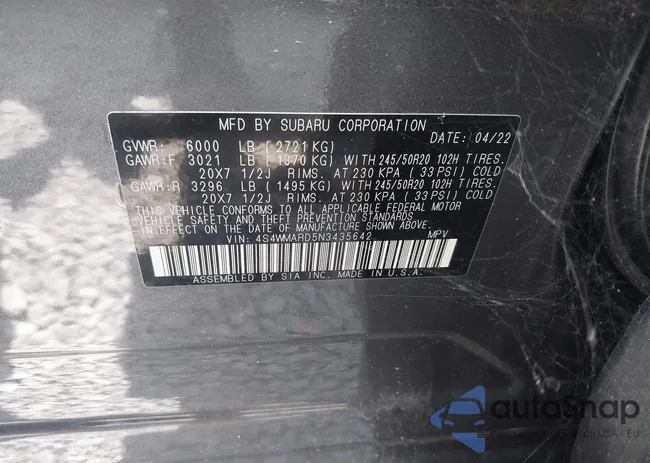 MFD BY SUBARU CORPORATION
DATE: 04/22
GVWR: 6000 LB (2721 KG)
GAWR:F 3021 LB (1370 KG) WITH 245/50R20 102H TIRES.
20X7 1/2J RIMS. AT 230 KPA (33 PSI) COLD
GAWR:R 3296 LB (1495 KG) WITH 245/50R20 102H TIRES.
20X7 1/2J RIMS. AT 230 KPA (33 PSI) COLD
THIS VEHICLE CONFORMS TO ALL APPLICABLE FEDERAL MOTOR
VEHICLE SAFETY AND THEFT PREVENTION STANDARDS
IN EFFECT ON THE DATE OF MANUFACTURE SHOWN ABOVE.
VIN: 4S4WMARD5N3435642 MPV
ASSEMBLED BY SIA INC. MADE IN U.S.A.
autoSnap
USA - EU